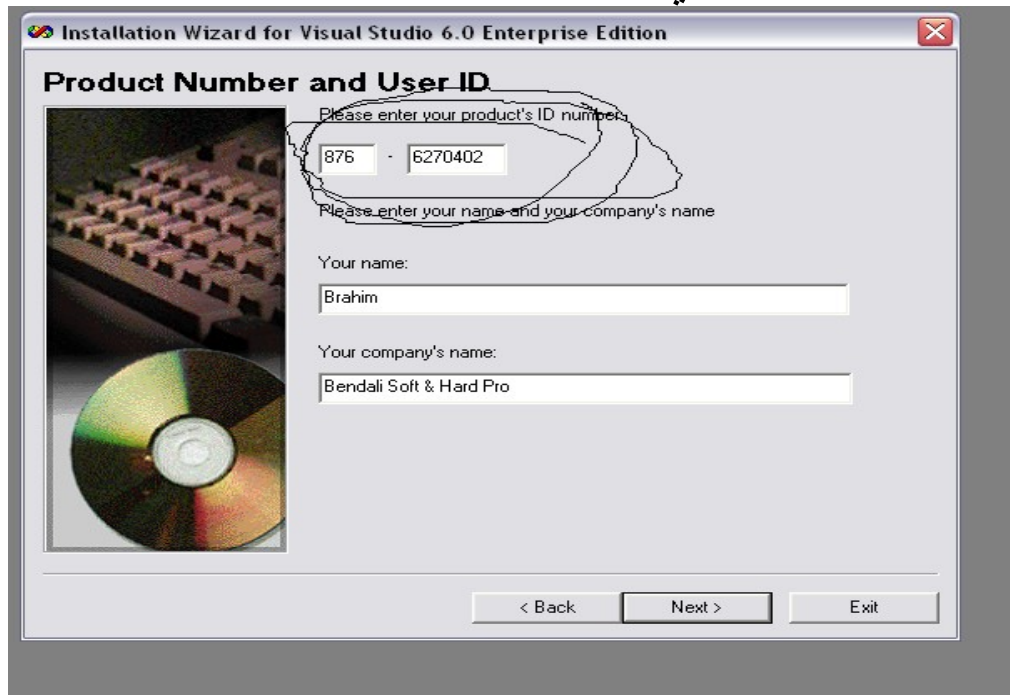 Installation Wizard for Visual Studio 6.0 Enterprise Edition
Product Number and User ID
Please enter your product's ID number
876 - 6270402
Please enter your name and your company's name
Your name:
Brahim
Your company's name:
Bendali Soft & Hard Pro
< Back Next > Exit